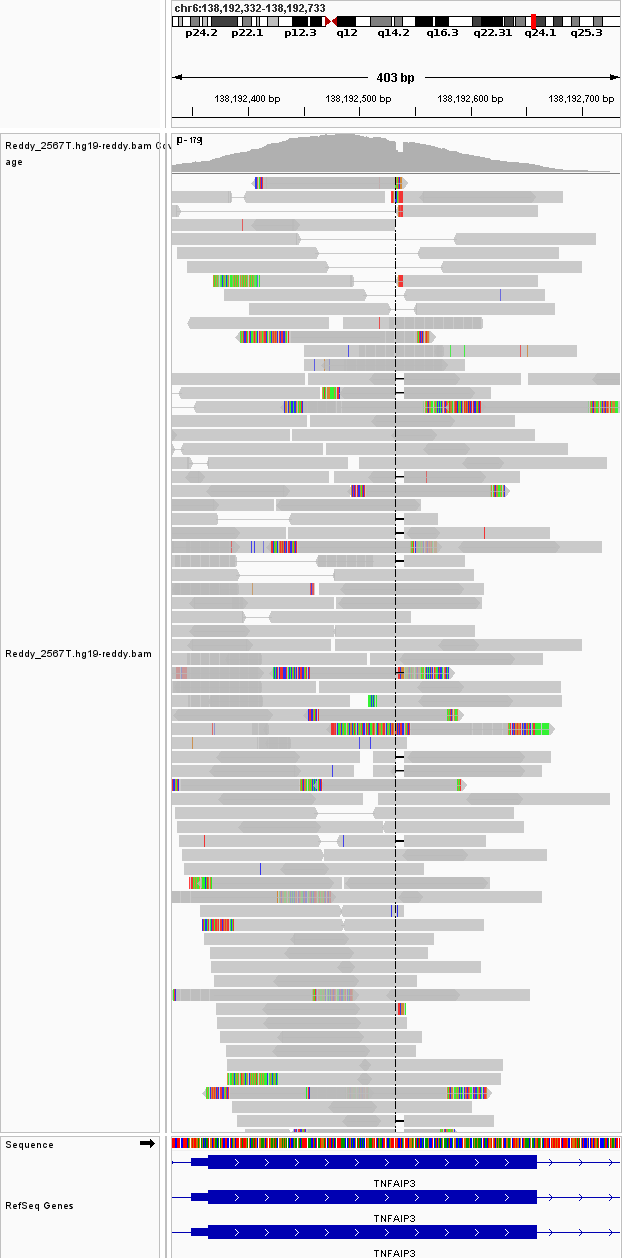 chr6:138,192,332-138,192,733
p24.2 p22.1 p12.3 q12 q14.2 q16.3 q22.31 q24.1 q25.3
403 bp
138,192,400 bp 138,192,500 bp 138,192,600 bp 138,192,700 bp
[0 - 179]
Reddy_2567T.hg19-reddy.bam Cov
age
Reddy_2567T.hg19-reddy.bam
Sequence
TNFAIP3
RefSeq Genes
TNFAIP3
TNFAIP3